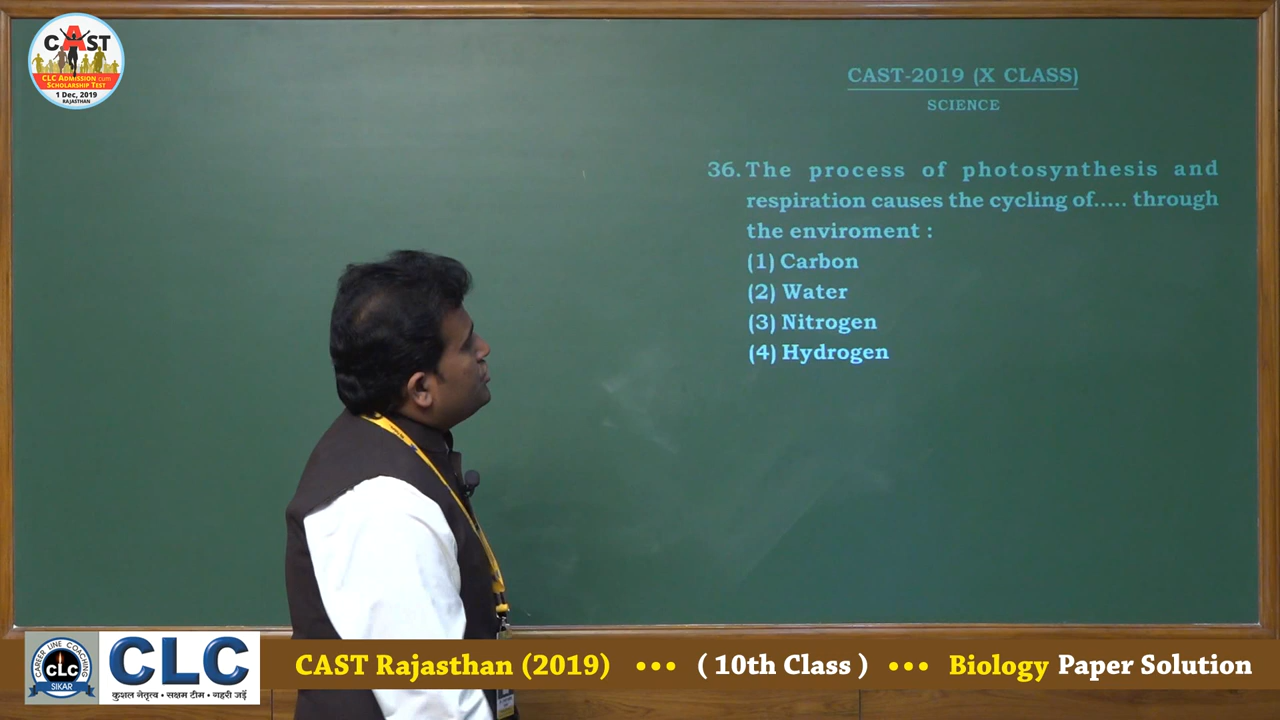 CAST
CLC ADMISSION cum
SCHOLARSHIP TEST
1 Dec, 2019
RAJASTHAN
CAST-2019 (X CLASS)
SCIENCE
36. The process of photosynthesis and
respiration causes the cycling of..... through
the enviroment :
(1) Carbon
(2) Water
(3) Nitrogen
(4) Hydrogen
CAREER LINE COACHING
CLC
SIKAR
CLC
कुशल नेतृत्व • सक्षम टीम • गहरी जड़ें
CAST Rajasthan (2019) ••• ( 10th Class ) ••• Biology Paper Solution